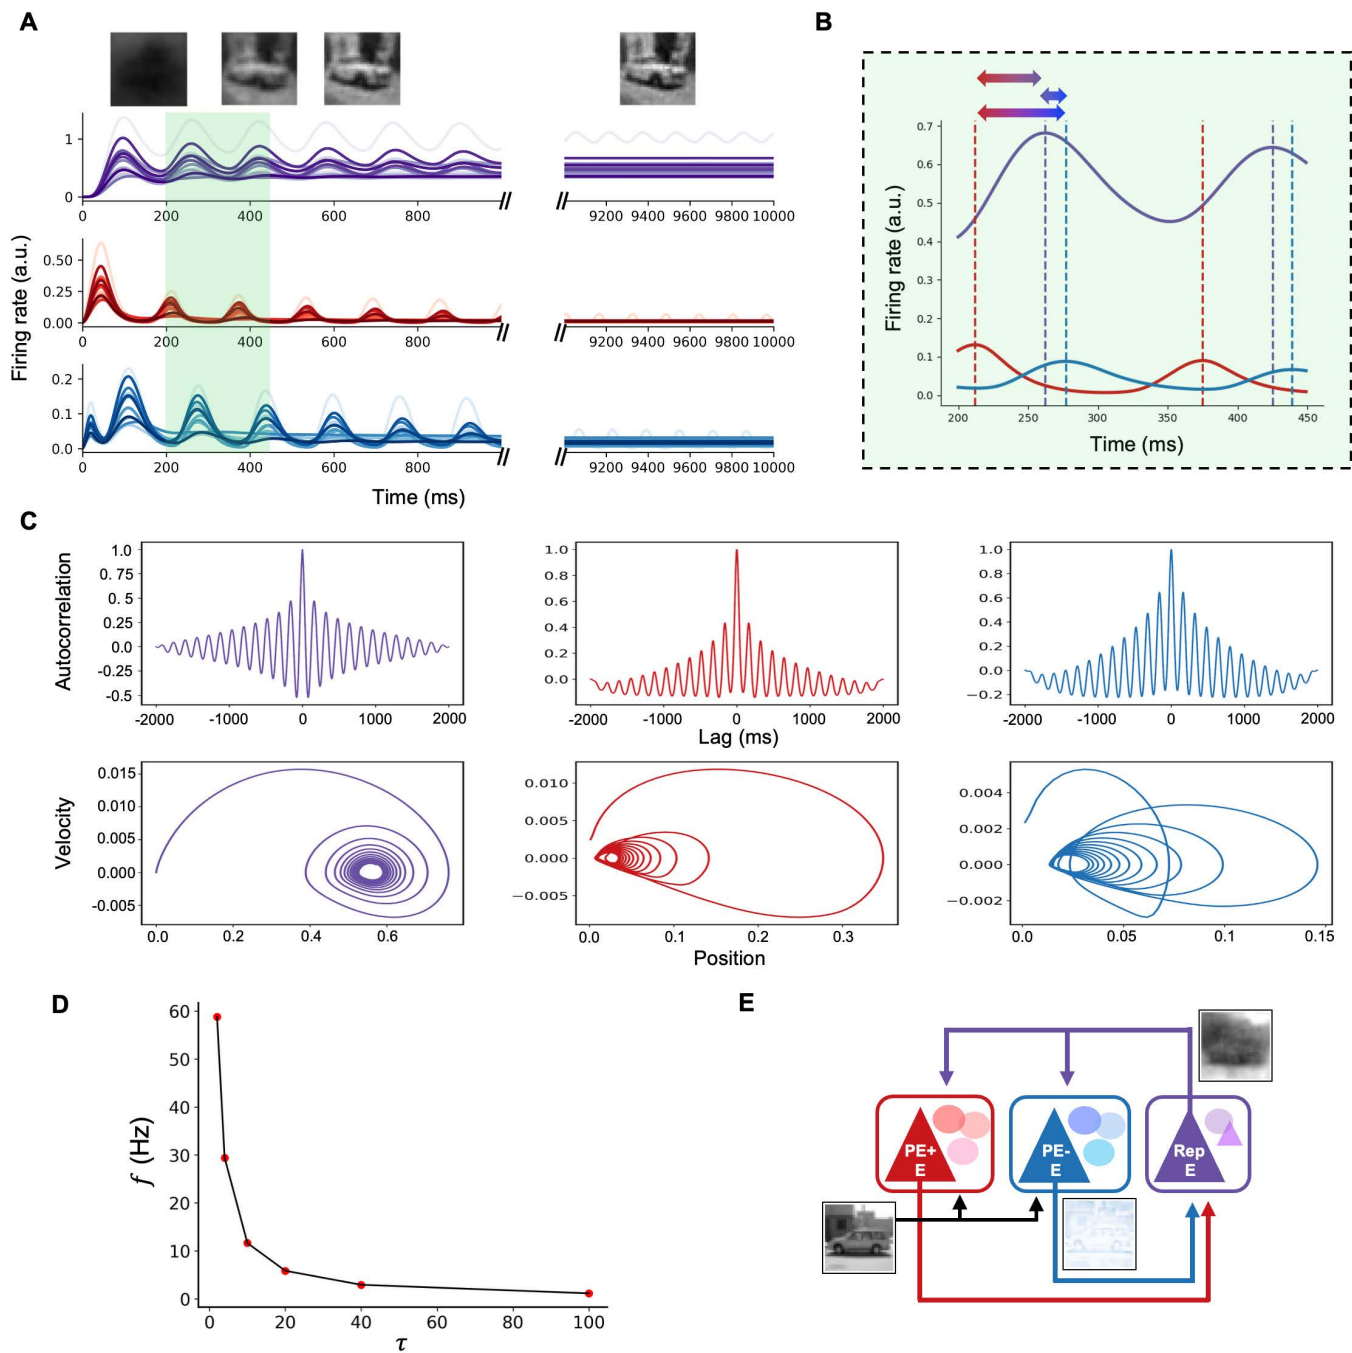 A
B
1
0
0 200 400 600 800
9200 9400 9600 9800 10000
Firing rate (a.u.)
0.50
0.25
0.00
0 200 400 600 800
9200 9400 9600 9800 10000
0.2
0.1
0.0
0 200 400 600 800
9200 9400 9600 9800 10000
Time (ms)
Firing rate (a.u.)
0.7
0.6
0.5
0.4
0.3
0.2
0.1
0.0
200 250 300 350 400 450
Time (ms)
C
Autocorrelation
1.0
0.75
0.5
0.25
0.0
-0.25
-0.5
-2000 -1000 0 1000 2000
1.0
0.8
0.6
0.4
0.2
0.0
-2000 -1000 0 1000 2000
Lag (ms)
1.0
0.8
0.6
0.4
0.2
0.0
−0.2
-2000 -1000 0 1000 2000
Velocity
0.015
0.010
0.005
0.000
-0.005
0.0 0.2 0.4 0.6
0.010
0.005
0.000
−0.005
0.0 0.1 0.2 0.3
Position
0.004
0.002
0.000
−0.002
0.0 0.05 0.1 0.15
D
f (Hz)
60
50
40
30
20
10
0
0 20 40 60 80 100
τ
E
PE+
E
PE-
E
Rep
E